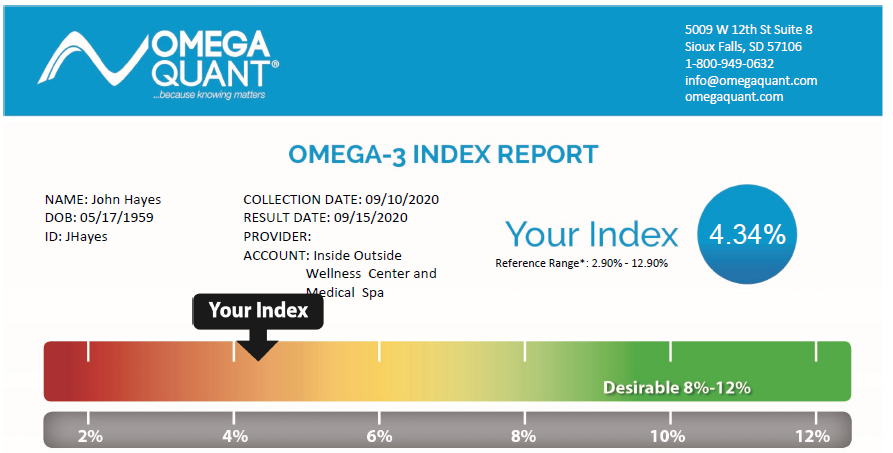 OMEGA
QUANT®
...because knowing matters
5009 W 12th St Suite 8
Sioux Falls, SD 57106
1-800-949-0632
info@omegaquant.com
omegaquant.com
OMEGA-3 INDEX REPORT
NAME: John Hayes
DOB: 05/17/1959
ID: JHayes
COLLECTION DATE: 09/10/2020
RESULT DATE: 09/15/2020
PROVIDER:
ACCOUNT: Inside Outside
Wellness Center and
Medical Spa
Your Index
4.34%
Reference Range*: 2.90% - 12.90%
Your Index
Desirable 8%-12%
2% 4% 6% 8% 10% 12%